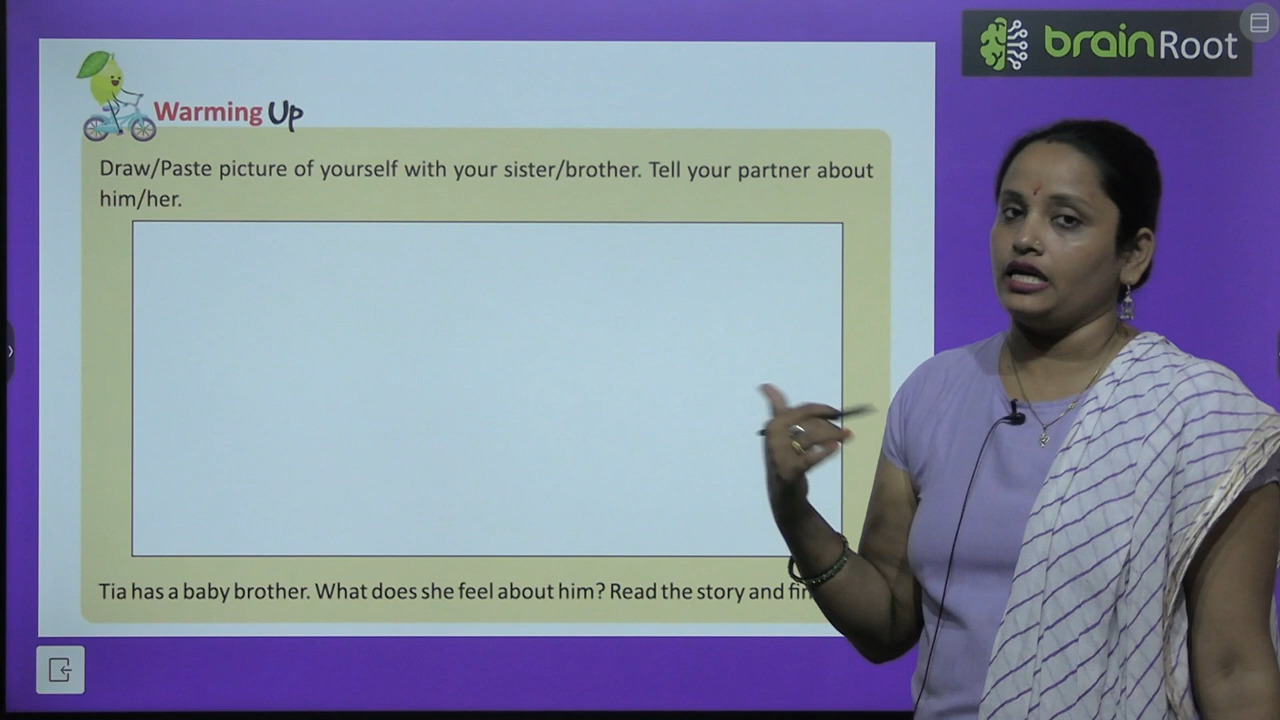 brainRoot
Warming Up
Draw/Paste picture of yourself with your sister/brother. Tell your partner about
him/her.
Tia has a baby brother. What does she feel about him? Read the story and